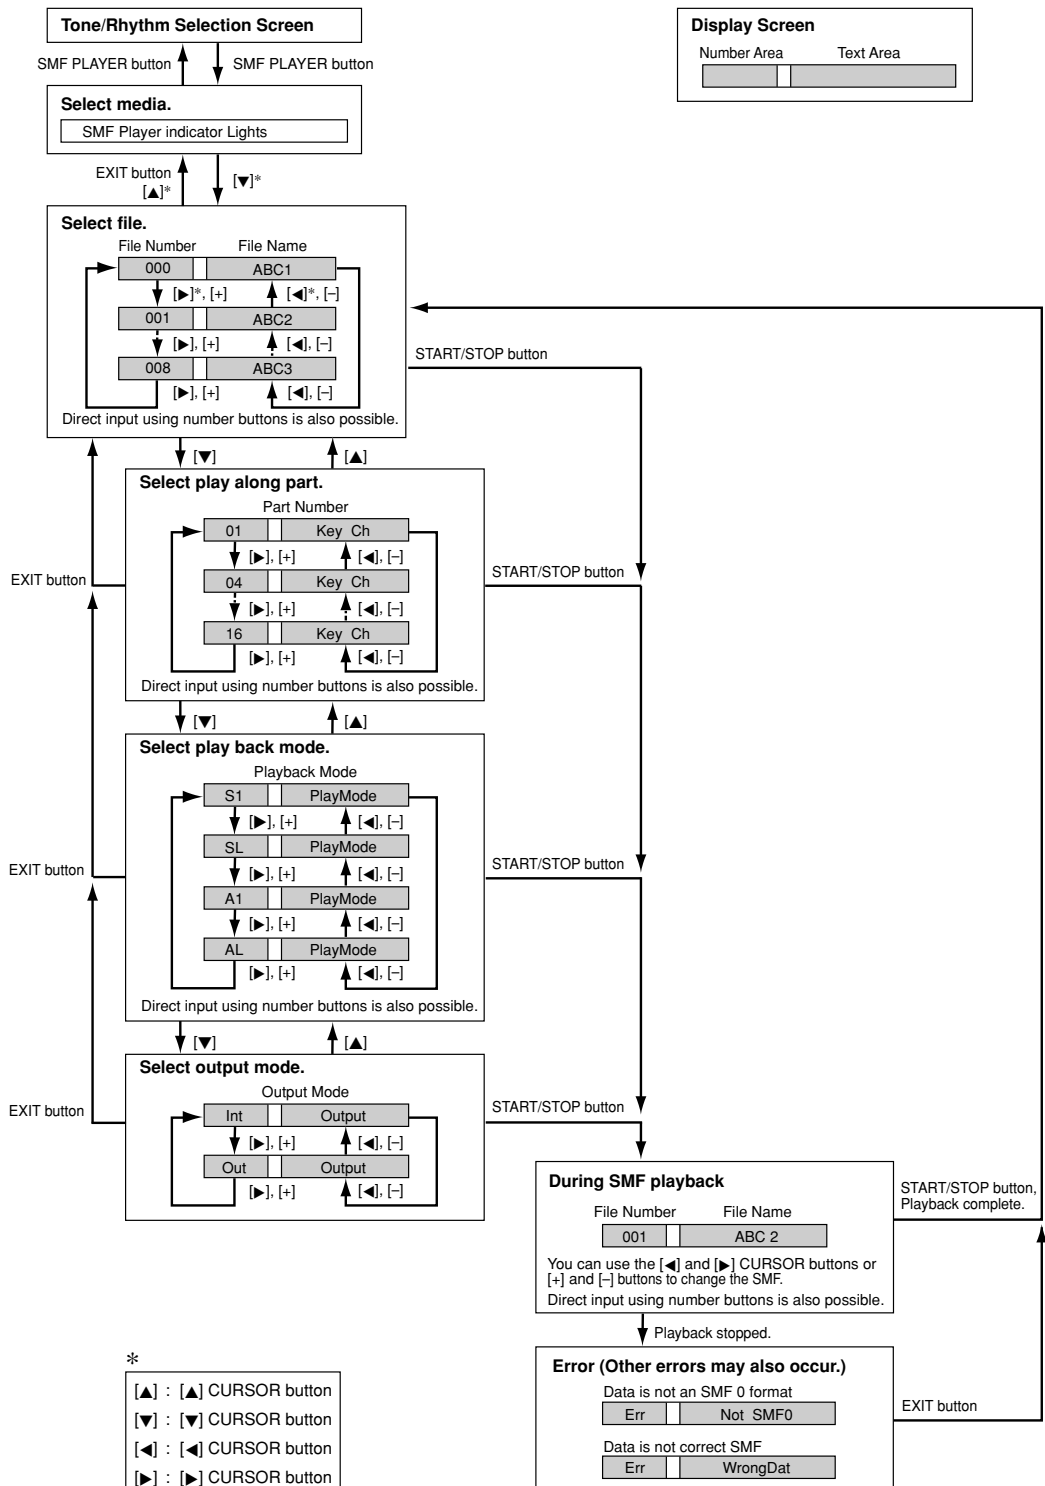 Tone/Rhythm Selection Screen
SMF PLAYER button
SMF PLAYER button
Display Screen
Number Area Text Area
Select media.
SMF Player indicator Lights
EXIT button
[▲]*
[▼]*
Select file.
File Number File Name
000 ABC1
[▶]*, [+] [◀]*, [–]
001 ABC2
[▶], [+] [◀], [–]
008 ABC3
[▶], [+] [◀], [–]
Direct input using number buttons is also possible.
START/STOP button
[▼] [▲]
Select play along part.
Part Number
01 Key Ch
[▶], [+] [◀], [–]
04 Key Ch
[▶], [+] [◀], [–]
16 Key Ch
[▶], [+] [◀], [–]
Direct input using number buttons is also possible.
EXIT button
START/STOP button
[▼] [▲]
Select play back mode.
Playback Mode
S1 PlayMode
[▶], [+] [◀], [–]
SL PlayMode
[▶], [+] [◀], [–]
A1 PlayMode
[▶], [+] [◀], [–]
AL PlayMode
[▶], [+] [◀], [–]
Direct input using number buttons is also possible.
EXIT button
START/STOP button
[▼] [▲]
Select output mode.
Output Mode
Int Output
[▶], [+] [◀], [–]
Out Output
[▶], [+] [◀], [–]
EXIT button
START/STOP button
During SMF playback
File Number File Name
001 ABC 2
You can use the [◀] and [▶] CURSOR buttons or
[+] and [–] buttons to change the SMF.
Direct input using number buttons is also possible.
START/STOP button,
Playback complete.
Playback stopped.
Error (Other errors may also occur.)
Data is not an SMF 0 format
Err Not SMF0
Data is not correct SMF
Err WrongDat
EXIT button
*
[▲] : [▲] CURSOR button
[▼] : [▼] CURSOR button
[◀] : [◀] CURSOR button
[▶] : [▶] CURSOR button